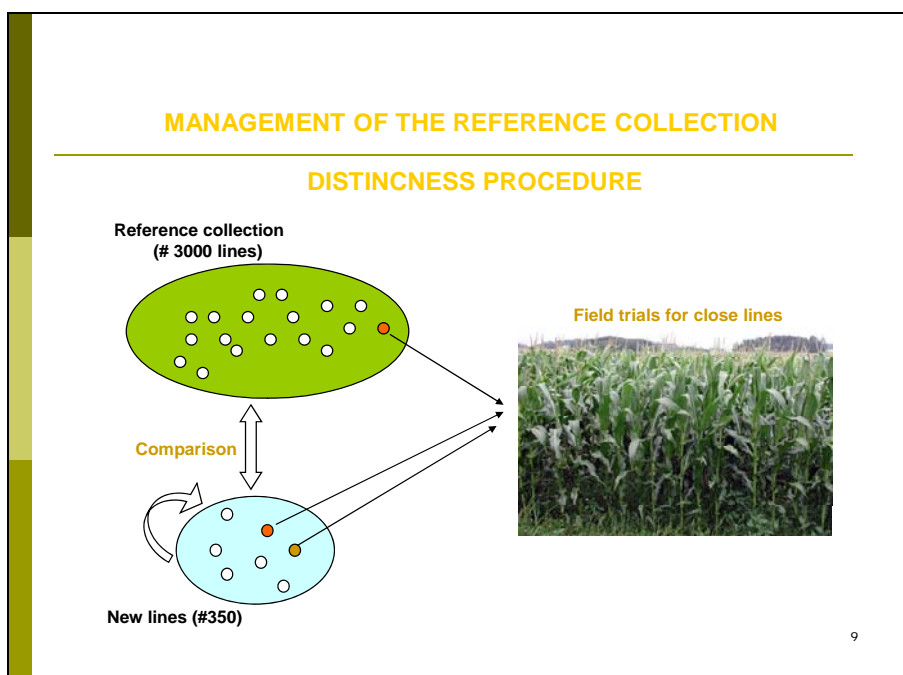 MANAGEMENT OF THE REFERENCE COLLECTION
DISTINCNESS PROCEDURE
Reference collection
(# 3000 lines)
Field trials for close lines
Comparison
New lines (#350)
9